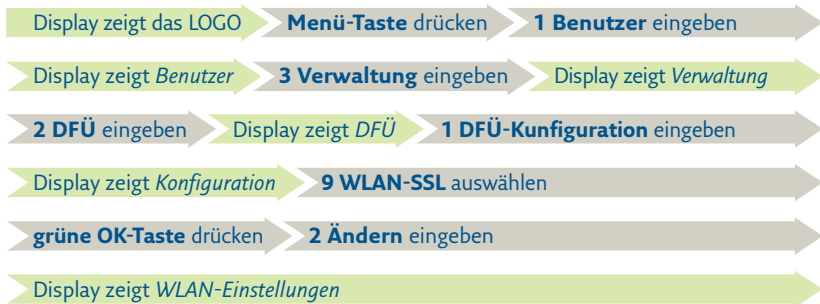 Display zeigt das LOGO Menü-Taste drücken 1 Benutzer eingeben
Display zeigt Benutzer 3 Verwaltung eingeben Display zeigt Verwaltung
2 DFÜ eingeben Display zeigt DFÜ 1 DFÜ-Kunfiguration eingeben
Display zeigt Konfiguration 9 WLAN-SSL auswählen
grüne OK-Taste drücken 2 Ändern eingeben
Display zeigt WLAN-Einstellungen